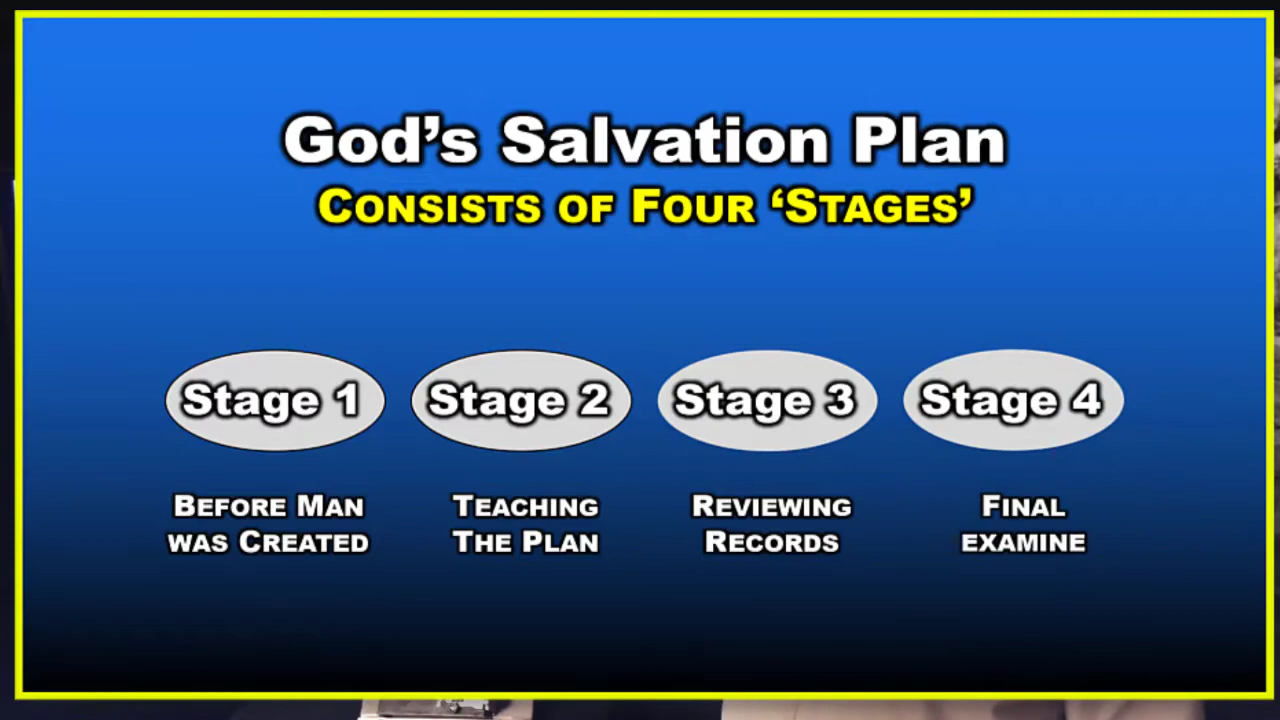 God’s Salvation Plan
Consists of Four ‘Stages’
Stage 1 Stage 2 Stage 3 Stage 4
Before Man Teaching Reviewing Final
was Created The Plan Records examine